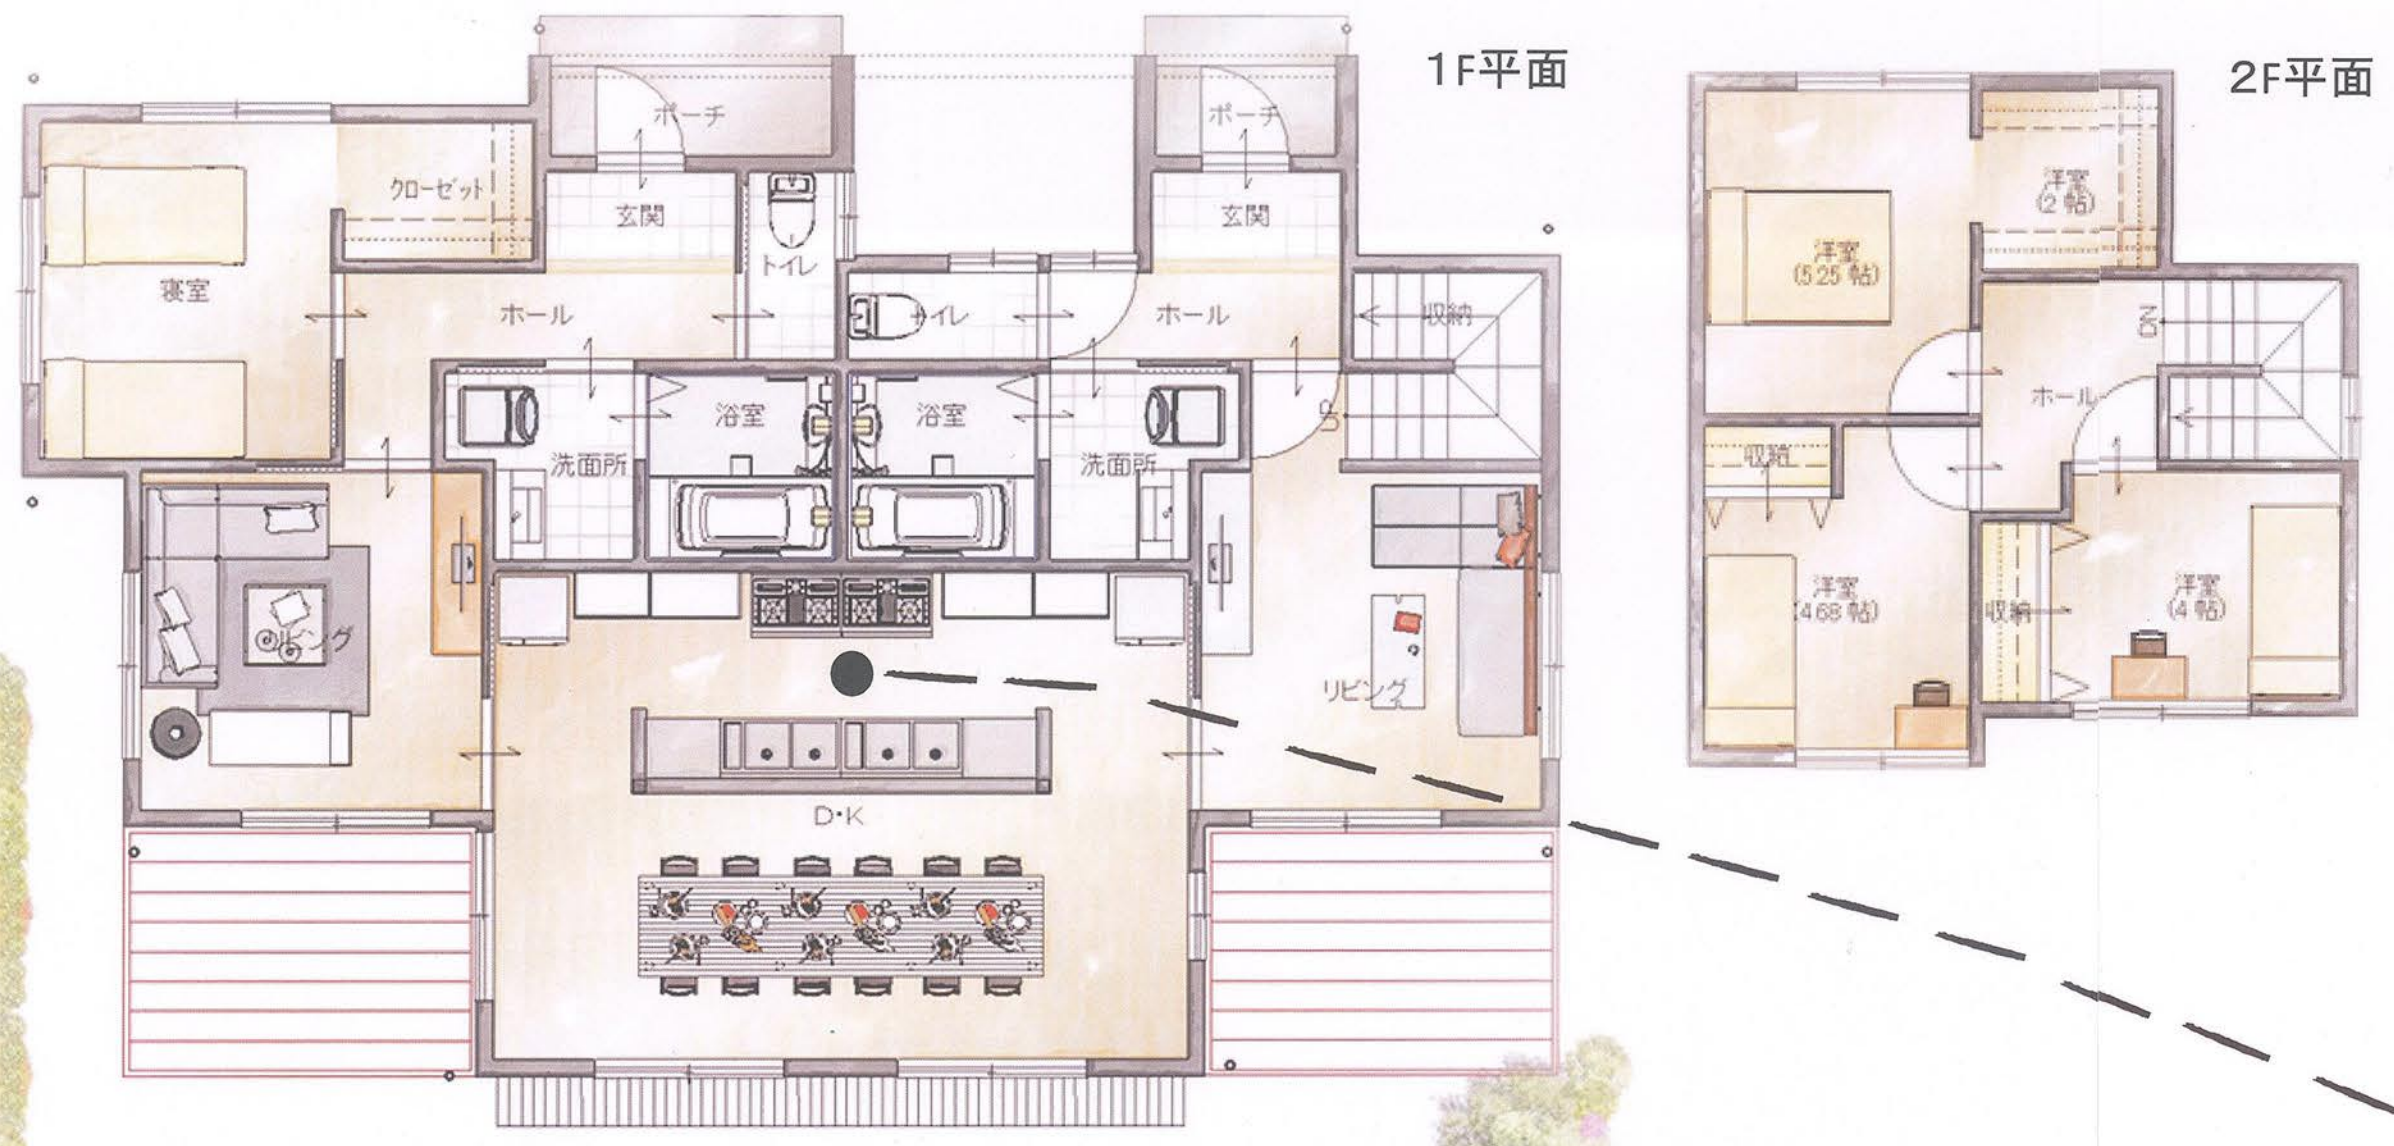 1F平面
2F平面
ポーチ
ポーチ
クローゼット
玄関
トイレ
玄関
寝室
ホール
トイレ
ホール
収納
浴室
浴室
UP
洗面所
洗面所
リビング
リビング
D・K
洋室
(2 帖)
洋室
(5.25 帖)
DN
ホール
収納
洋室
(4.68 帖)
収納
洋室
(4 帖)